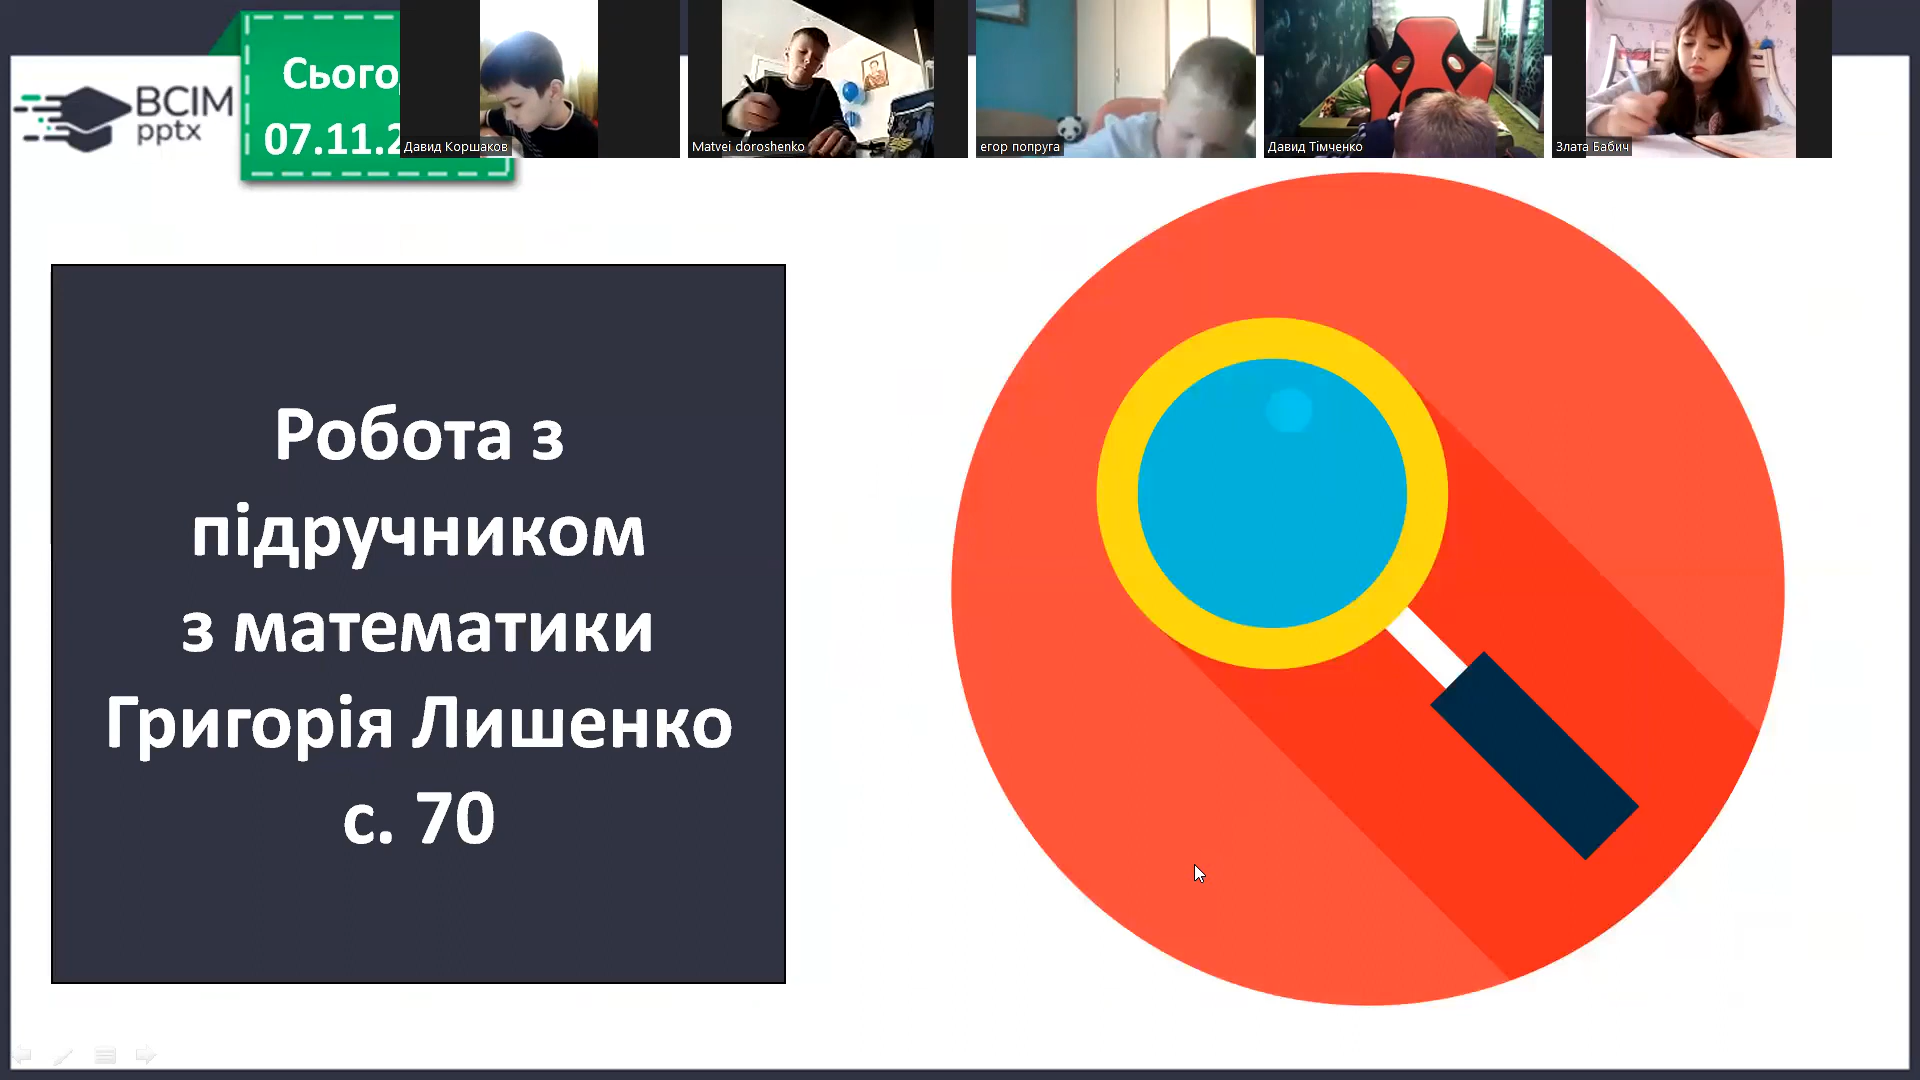 ВСІМ
pptx
Сього
07.11.2
Давид Коршаков
Matvei doroshenko
егор попруга
Давид Тімченко
Злата Бабич
Робота з
підручником
з математики
Григорія Лишенко
с. 70